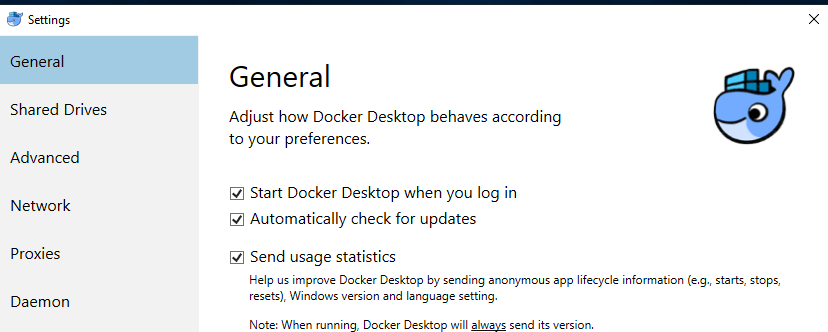 Settings
General
Shared Drives
Advanced
Network
Proxies
Daemon
General
Adjust how Docker Desktop behaves according
to your preferences.
Start Docker Desktop when you log in
Automatically check for updates
Send usage statistics
Help us improve Docker Desktop by sending anonymous app lifecycle information (e.g., starts, stops,
resets), Windows version and language setting.
Note: When running, Docker Desktop will always send its version.